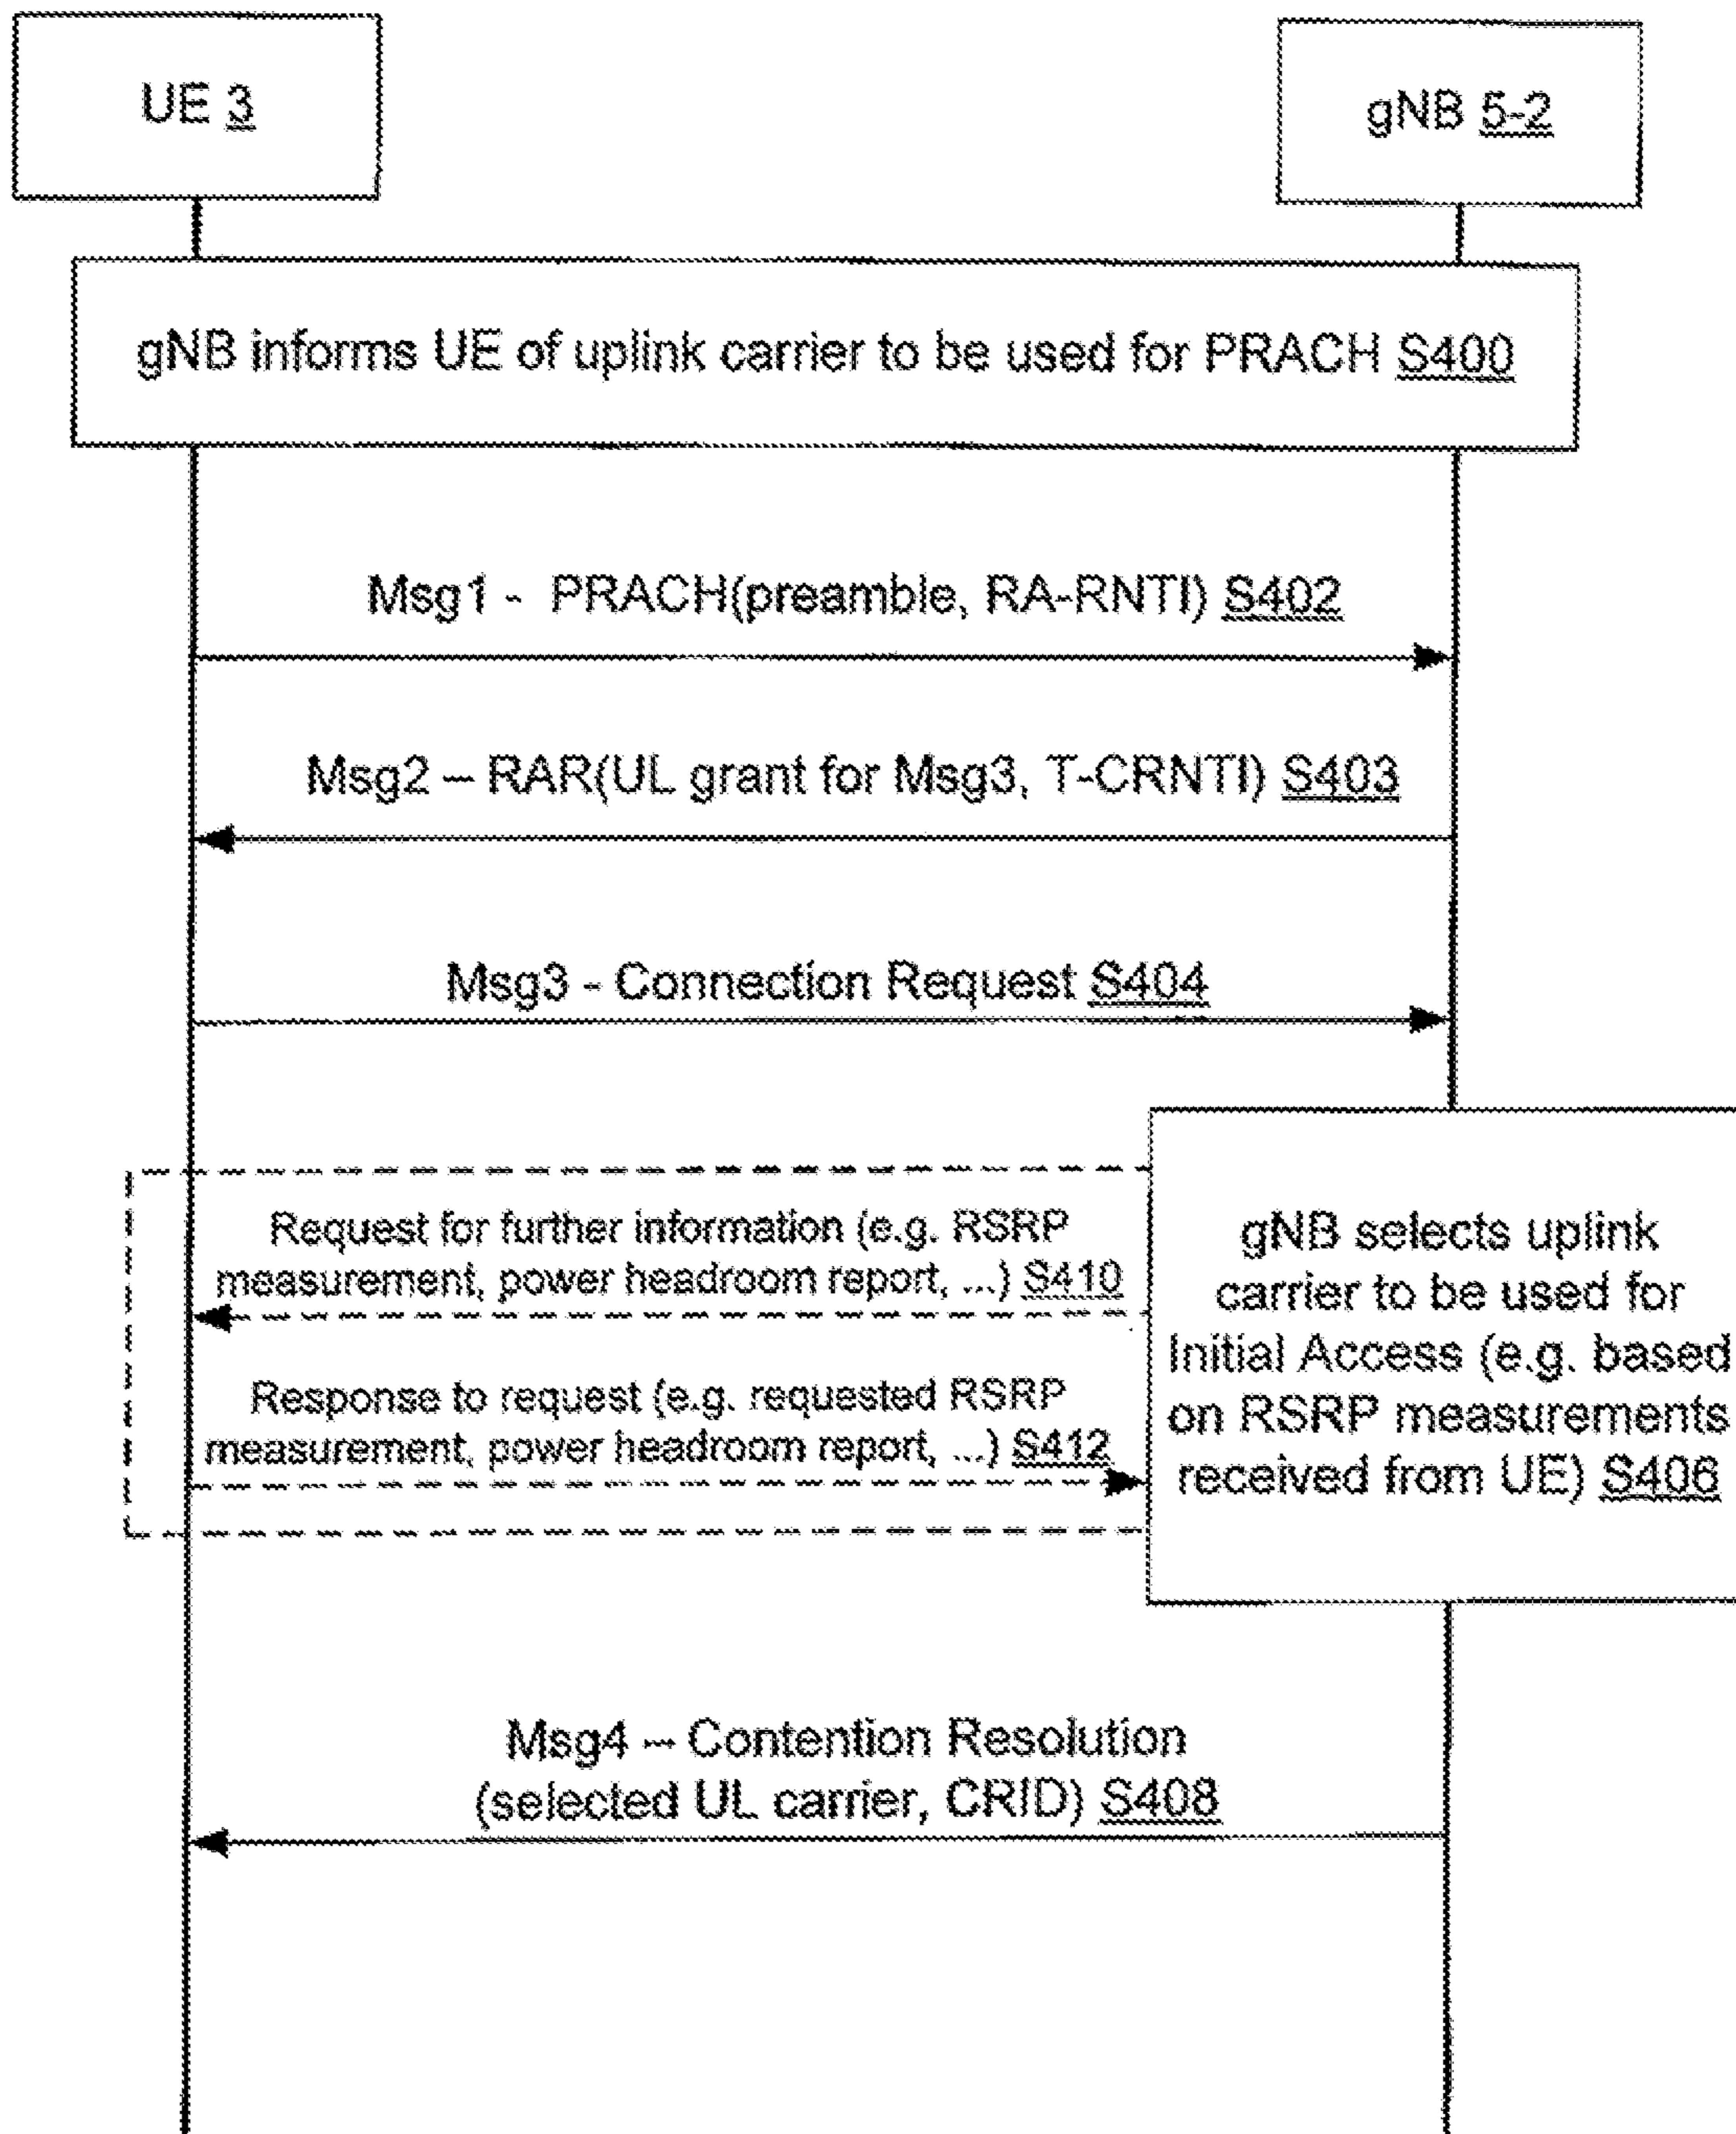 UE 3
gNB 5-2
gNB informs UE of uplink carrier to be used for PRACH S400
Msg1 - PRACH(preamble, RA-RNTI) S402
Msg2 – RAR(UL grant for Msg3, T-CRNTI) S403
Msg3 - Connection Request S404
Request for further information (e.g. RSRP
measurement, power headroom report, ...) S410
Response to request (e.g. requested RSRP
measurement, power headroom report, ...) S412
gNB selects uplink
carrier to be used for
Initial Access (e.g. based
on RSRP measurements
received from UE) S406
Msg4 – Contention Resolution
(selected UL carrier, CRID) S408